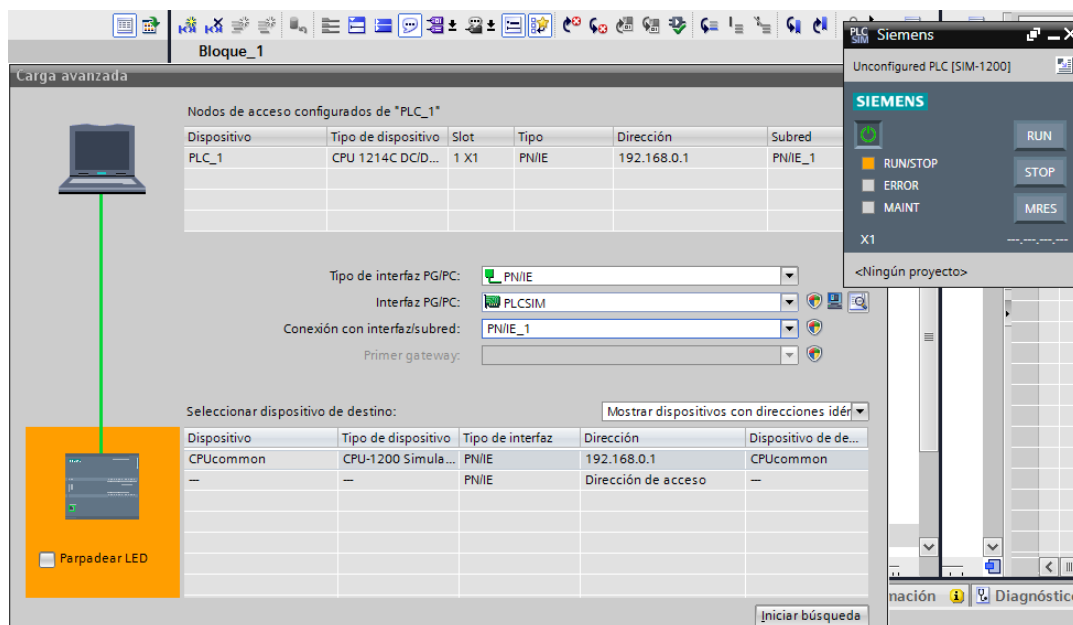 Bloque_1
Carga avanzada
Nodos de acceso configurados de "PLC_1"
Dispositivo Tipo de dispositivo Slot Tipo Dirección Subred
PLC_1 CPU 1214C DC/D... 1 X1 PN/IE 192.168.0.1 PN/IE_1
Tipo de interfaz PG/PC: PN/IE
Interfaz PG/PC: PLCSIM
Conexión con interfaz/subred: PN/IE_1
Primer gateway:
Seleccionar dispositivo de destino: Mostrar dispositivos con direcciones idér
Dispositivo Tipo de dispositivo Tipo de interfaz Dirección Dispositivo de de...
CPUcommon CPU-1200 Simula... PN/IE 192.168.0.1 CPUcommon
— — PN/IE Dirección de acceso —
Parpadear LED
Iniciar búsqueda
PLC SIM Siemens
Unconfigured PLC [SIM-1200]
SIEMENS
RUN
RUN/STOP
STOP
ERROR
MAINT
MRES
X1 ---.---.---.---
<Ningún proyecto>
mación Diagnóstic